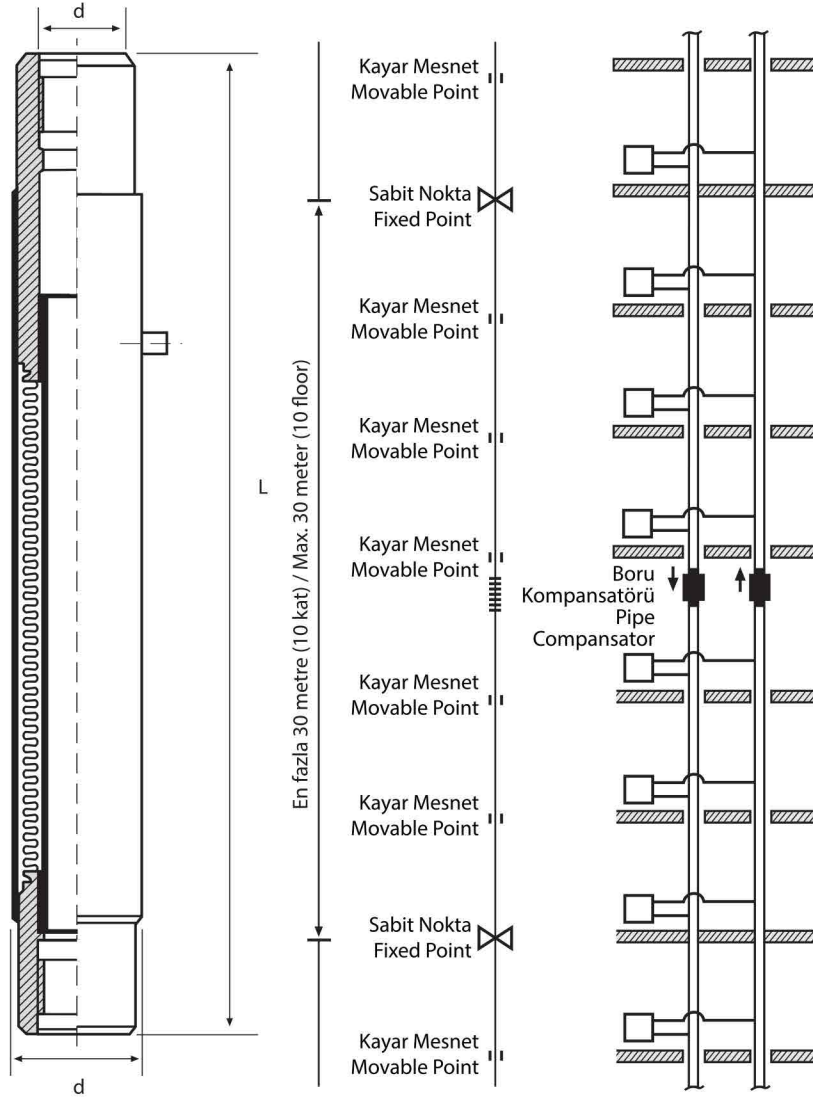 d
Kayar Mesnet
Movable Point
Sabit Nokta
Fixed Point
Kayar Mesnet
Movable Point
Kayar Mesnet
Movable Point
L
En fazla 30 metre (10 kat) / Max. 30 meter (10 floor)
Kayar Mesnet
Movable Point
Boru
Kompansatörü
Pipe
Compansator
Kayar Mesnet
Movable Point
Kayar Mesnet
Movable Point
Sabit Nokta
Fixed Point
Kayar Mesnet
Movable Point
d